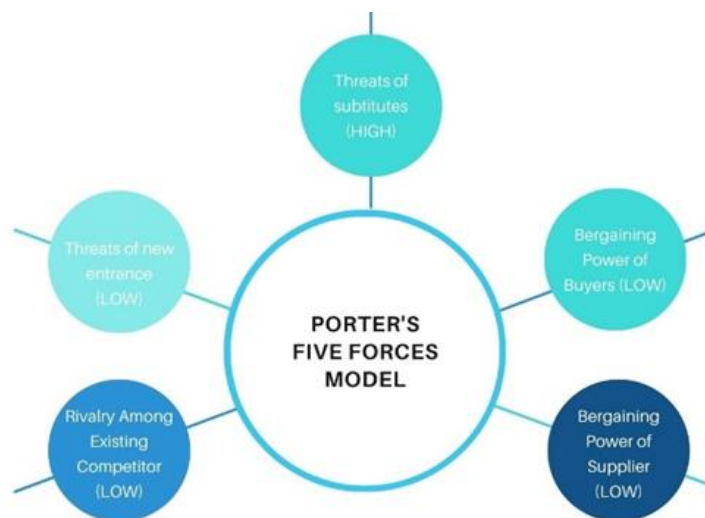 Threats of
subtitutes
(HIGH)
Threats of new
entrance
(LOW)
Bergaining
Power of
Buyers (LOW)
PORTER'S
FIVE FORCES
MODEL
Rivalry Among
Existing
Competitor
(LOW)
Bergaining
Power of
Supplier
(LOW)